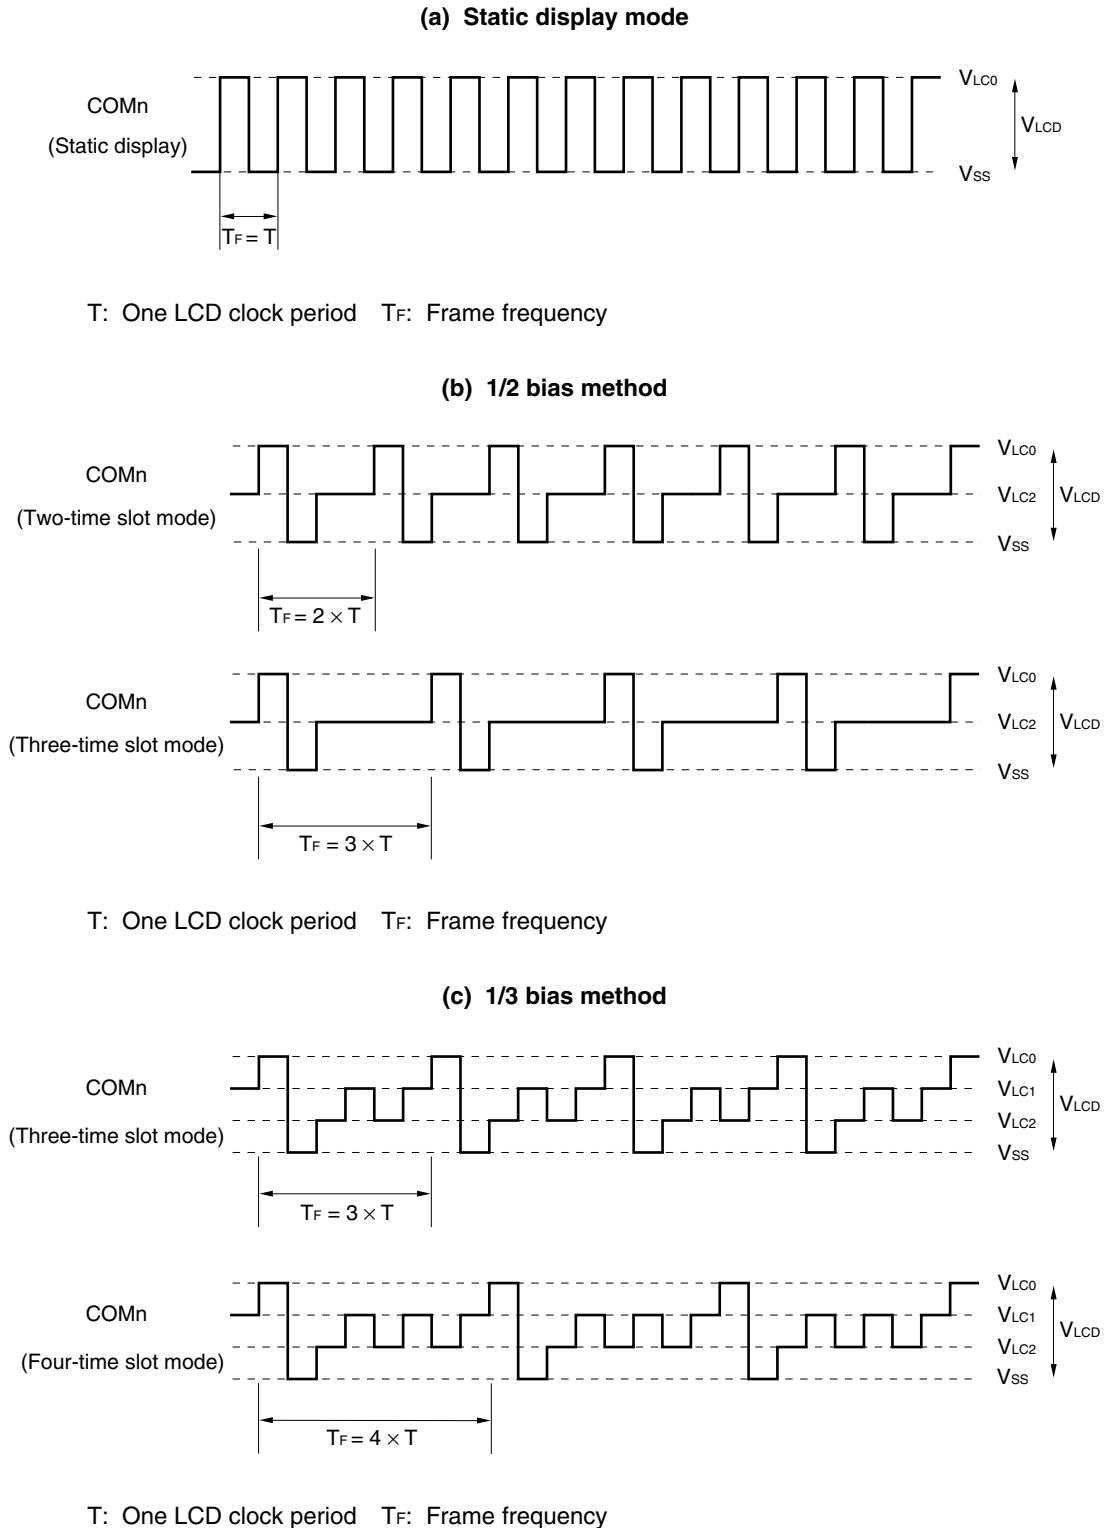 (a) Static display mode
COMn
(Static display)
VLC0
VLCD
VSS
TF = T
T: One LCD clock period TF: Frame frequency
(b) 1/2 bias method
COMn
(Two-time slot mode)
VLC0
VLC2
VLCD
VSS
TF = 2 × T
COMn
(Three-time slot mode)
VLC0
VLC2
VLCD
VSS
TF = 3 × T
T: One LCD clock period TF: Frame frequency
(c) 1/3 bias method
COMn
(Three-time slot mode)
VLC0
VLC1
VLCD
VLC2
VSS
TF = 3 × T
COMn
(Four-time slot mode)
VLC0
VLC1
VLCD
VLC2
VSS
TF = 4 × T
T: One LCD clock period TF: Frame frequency